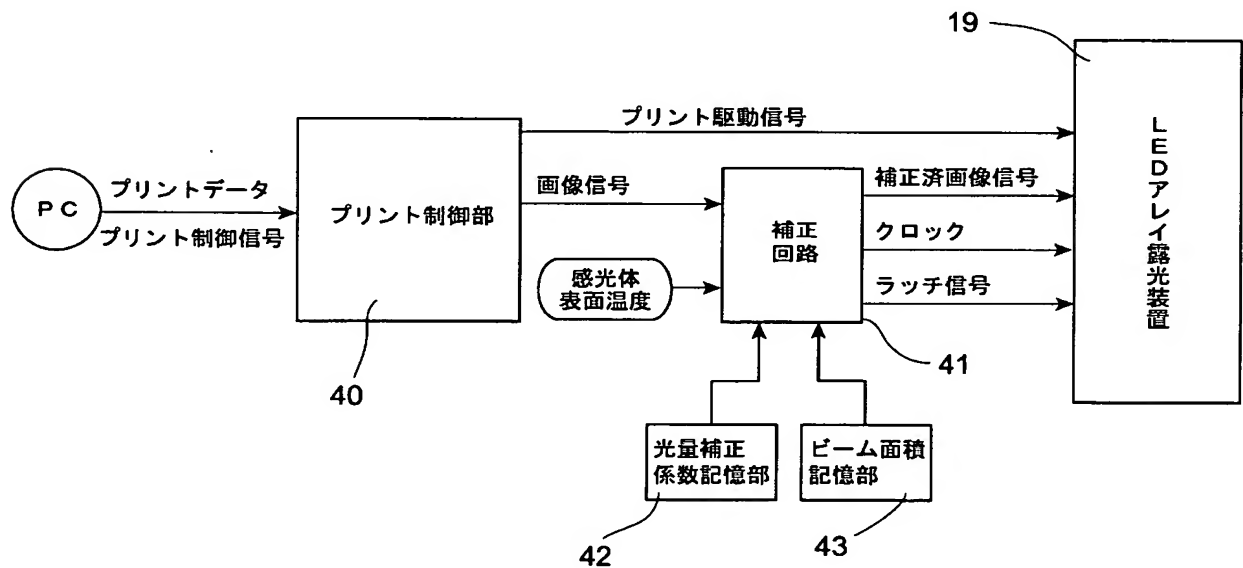 19
プリント駆動信号
LEDアレイ露光装置
PC
プリントデータ
プリント制御信号
プリント制御部
画像信号
補正
回路
補正済画像信号
クロック
ラッチ信号
感光体
表面温度
40
41
光量補正
係数記憶部
ビーム面積
記憶部
42
43